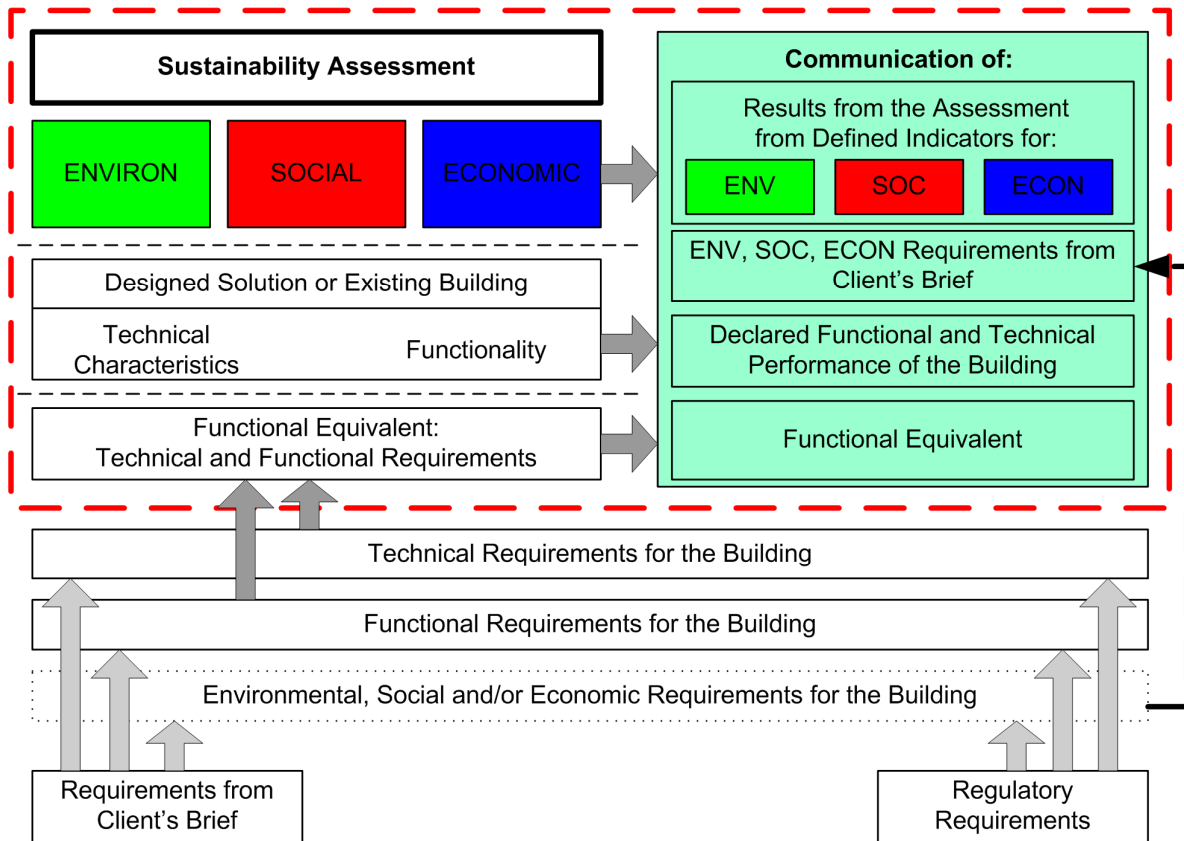 Sustainability Assessment
ENVIRON
SOCIAL
ECONOMIC
Communication of:
Results from the Assessment
from Defined Indicators for:
ENV
SOC
ECON
ENV, SOC, ECON Requirements from
Client's Brief
Designed Solution or Existing Building
Technical
Characteristics
Functionality
Declared Functional and Technical
Performance of the Building
Functional Equivalent:
Technical and Functional Requirements
Functional Equivalent
Technical Requirements for the Building
Functional Requirements for the Building
Environmental, Social and/or Economic Requirements for the Building
Requirements from
Client's Brief
Regulatory
Requirements